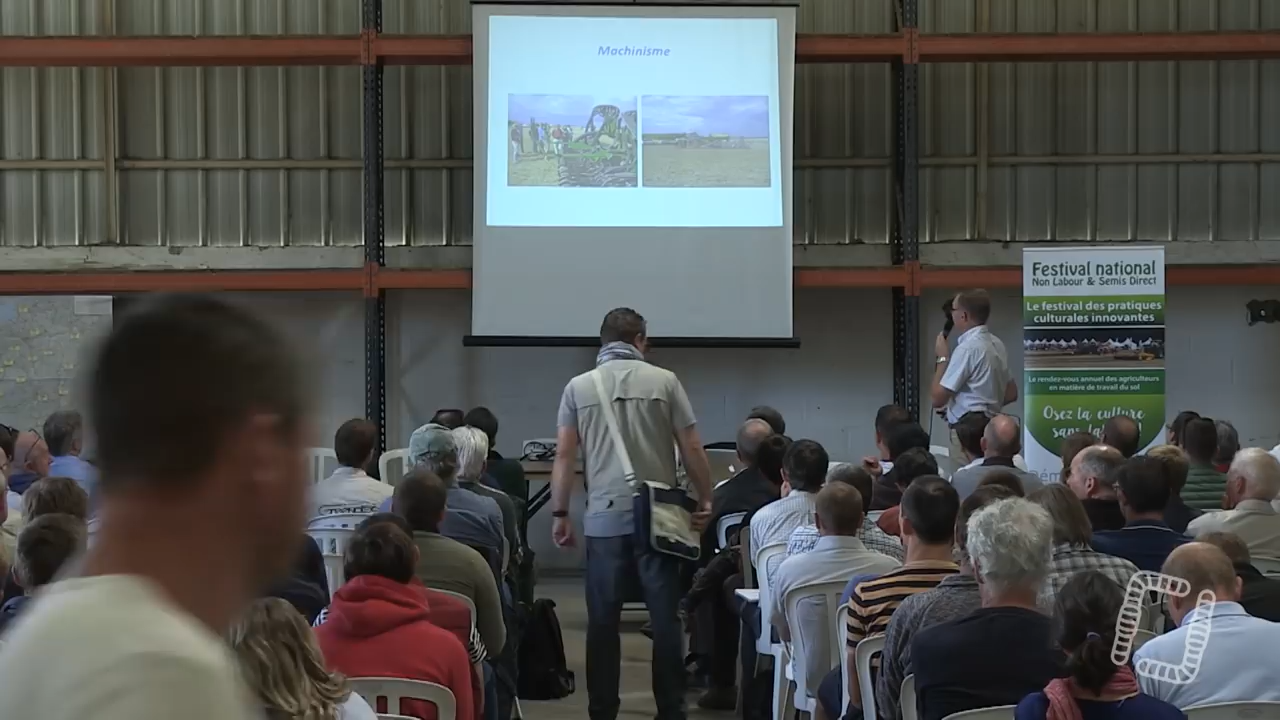 Machinisme
Festival national
Non Labour & Semis Direct
Le festival des pratiques
culturales innovantes
Le rendez-vous annuel des agriculteurs
en matière de travail du sol
Osez la culture
sans